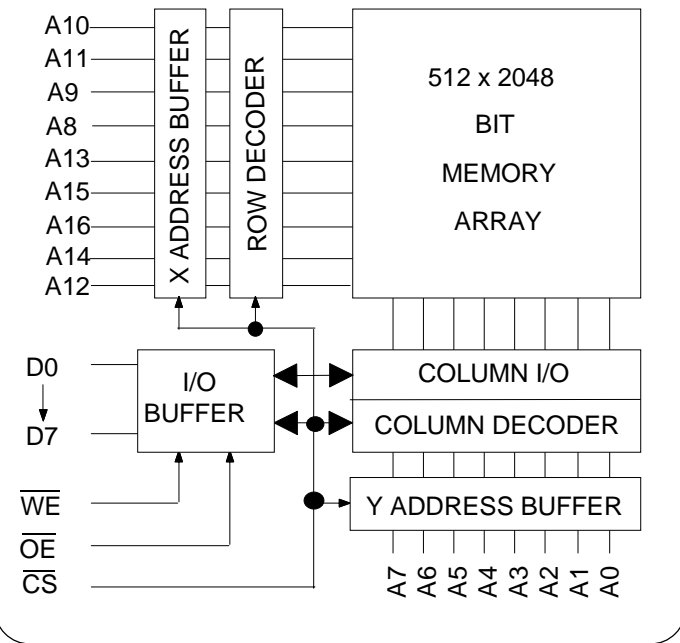 A10
A11
A9
A8
A13
A15
A16
A14
A12
X ADDRESS BUFFER
ROW DECODER
512 x 2048
BIT
MEMORY
ARRAY
D0
D7
I/O
BUFFER
COLUMN I/O
COLUMN DECODER
Y ADDRESS BUFFER
WE
OE
CS
A7
A6
A5
A4
A3
A2
A1
A0